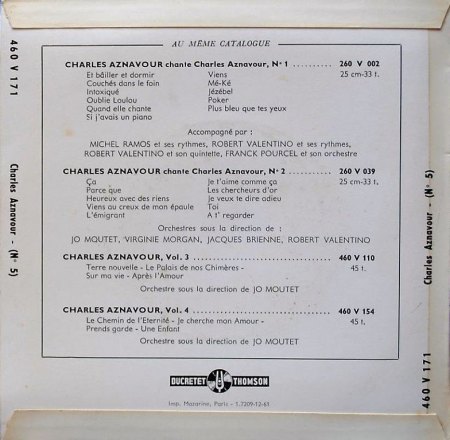 AU MÊME CATALOGUE
CHARLES AZNAVOUR chante Charles Aznavour, N° 1 .......... 260 V 002
Et bâiller et dormir Viens 25 cm-33 t.
Couchés dans le foin Mé-Ké
Intoxiqué Jézébel
Oublie Loulou Poker
Quand elle chante Plus bleu que tes yeux
Si j'avais un piano
Accompagné par :
MICHEL RAMOS et ses rythmes, ROBERT VALENTINO et ses rythmes,
ROBERT VALENTINO et son quintette, FRANCK POURCEL et son orchestre
CHARLES AZNAVOUR chante Charles Aznavour, N° 2 .......... 260 V 039
Ça Je t'aime comme ça 25 cm-33 t.
Parce que Les chercheurs d'or
Heureux avec des riens Je veux te dire adieu
Viens au creux de mon épaule Toi
L'émigrant A t' regarder
Orchestres sous la direction de :
JO MOUTET, VIRGINIE MORGAN, JACQUES BRIENNE, ROBERT VALENTINO
CHARLES AZNAVOUR, Vol. 3 .......... 460 V 110
Terre nouvelle - Le Palais de nos Chimères - 45 t.
Sur ma vie - Après l'Amour
Orchestre sous la direction de JO MOUTET
CHARLES AZNAVOUR, Vol. 4 .......... 460 V 154
Le Chemin de l'Eternité - Je cherche mon Amour - 45 t.
Prends garde - Une Enfant
Orchestre sous la direction de JO MOUTET
DUCRETET THOMSON
Imp. Mazarine, Paris - 1.7209-12-61
460 V 171
Charles Aznavour - (N° 5)
Charles Aznavour - (N° 5)
460 V 171